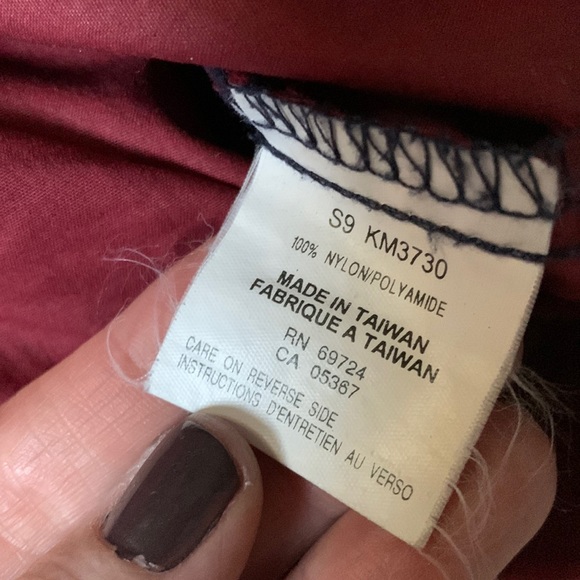 S9 KM3730
100% NYLON/POLYAMIDE
MADE IN TAIWAN
FABRIQUE A TAIWAN
RN 69724
CA 05367
CARE ON REVERSE SIDE
INSTRUCTIONS D'ENTRETIEN AU VERSO